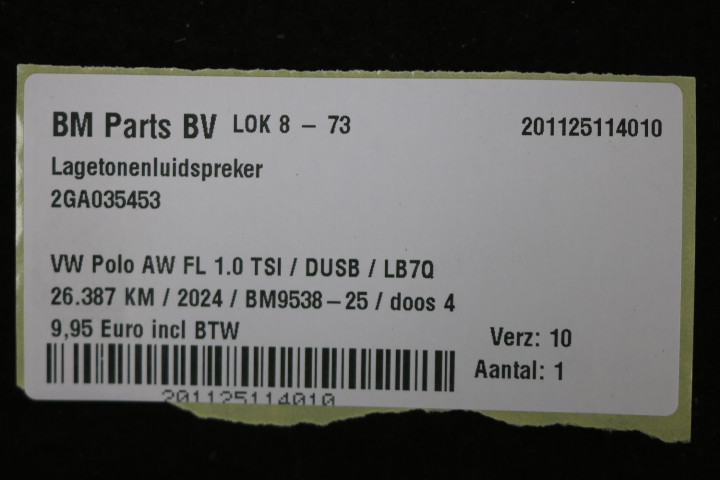 BM Parts BV LOK 8 – 73 201125114010
Lagetonenluidspreker
2GA035453
VW Polo AW FL 1.0 TSI / DUSB / LB7Q
26.387 KM / 2024 / BM9538–25 / doos 4
9,95 Euro incl BTW
Verz: 10
Aantal: 1
201125114010